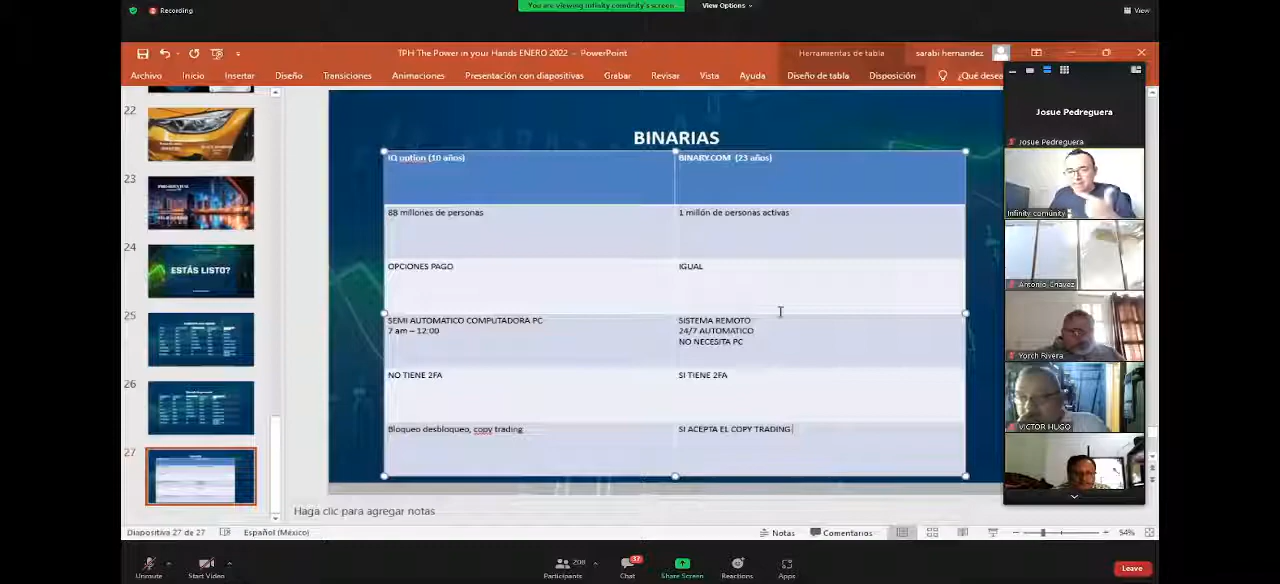 Recording
You are viewing infinity comúnity's screen
View Options
View
TPH The Power in your Hands ENERO 2022 – PowerPoint
Herramientas de tabla
sarabi hernandez
Archivo
Inicio
Insertar
Diseño
Transiciones
Animaciones
Presentación con diapositivas
Grabar
Revisar
Vista
Ayuda
Diseño de tabla
Disposición
¿Qué desea
22
23
24
ESTÁS LISTO?
25
26
27
BINARIAS
IQ option (10 años)
BINARY.COM (23 años)
88 millones de personas
1 millón de personas activas
OPCIONES PAGO
IGUAL
SEMI AUTOMATICO COMPUTADORA PC
7 am – 12:00
SISTEMA REMOTO
24/7 AUTOMATICO
NO NECESITA PC
NO TIENE 2FA
SI TIENE 2FA
Bloqueo desbloqueo, copy trading
SI ACEPTA EL COPY TRADING
Josue Pedreguera
Josue Pedreguera
Infinity comúnity
Antonio Chavez
Yorch Rivera
VICTOR HUGO
Haga clic para agregar notas
Diapositiva 27 de 27
Español (México)
Notas
Comentarios
54%
Unmute
Start Video
208
Participants
37
Chat
Share Screen
Reactions
Apps
Leave